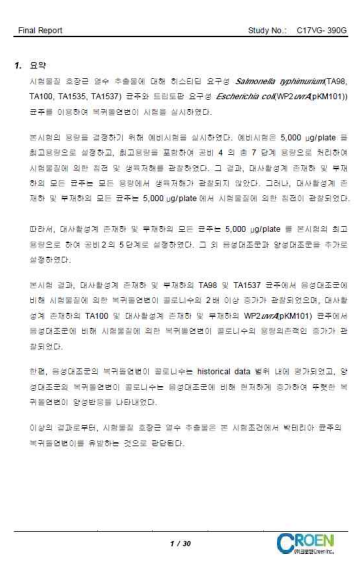 Final Report Study No.: C17VG- 390G
1. 요약
시험물질 호장근 열수 추출물에 대해 히스티딘 요구성 Salmonella typhimurium(TA98,
TA100, TA1535, TA1537) 균주와 트립토판 요구성 Escherichia coli(WP2uvrA(pKM101))
균주를 이용하여 복귀돌연변이 시험을 실시하였다.
본시험의 용량을 결정하기 위해 예비시험을 실시하였다. 예비시험은 5,000 μg/plate 을
최고용량으로 설정하고, 최고용량을 포함하여 공비 4 의 총 7 단계 용량으로 처리하여
시험물질에 의한 침전 및 생육저해를 관찰하였다. 그 결과, 대사활성계 존재하 및 부재
하의 모든 균주는 모든 용량에서 생육저해가 관찰되지 않았다. 그러나, 대사활성계 존
재하 및 부재하의 모든 균주는 5,000 μg/plate 에서 시험물질에 의한 침전이 관찰되었다.
따라서, 대사활성계 존재하 및 부재하의 모든 균주는 5,000 μg/plate 를 본시험의 최고
용량으로 하여 공비 2 의 5 단계로 설정하였다. 그 외 음성대조군과 양성대조군을 추가로
설정하였다.
본시험 결과, 대사활성계 존재하 및 부재하의 TA98 및 TA1537 균주에서 음성대조군에
비해 시험물질에 의한 복귀돌연변이 콜로니수의 2 배 이상 증가가 관찰되었으며, 대사활
성계 존재하의 TA100 및 대사활성계 존재하 및 부재하의 WP2uvrA(pKM101) 균주에서
음성대조군에 비해 시험물질에 의한 복귀돌연변이 콜로니수의 용량의존적인 증가가 관
찰되었다.
한편, 음성대조군의 복귀돌연변이 콜로니수는 historical data 범위 내에 평가되었고, 양
성대조군의 복귀돌연변이 콜로니수는 음성대조군에 비해 현저하게 증가하여 뚜렷한 복
귀돌연변이 양성반응을 나타내었다.
이상의 결과로부터, 시험물질 호장근 열수 추출물은 본 시험조건에서 박테리아 균주의
복귀돌연변이를 유발하는 것으로 판단된다.
1 / 30
CROEN